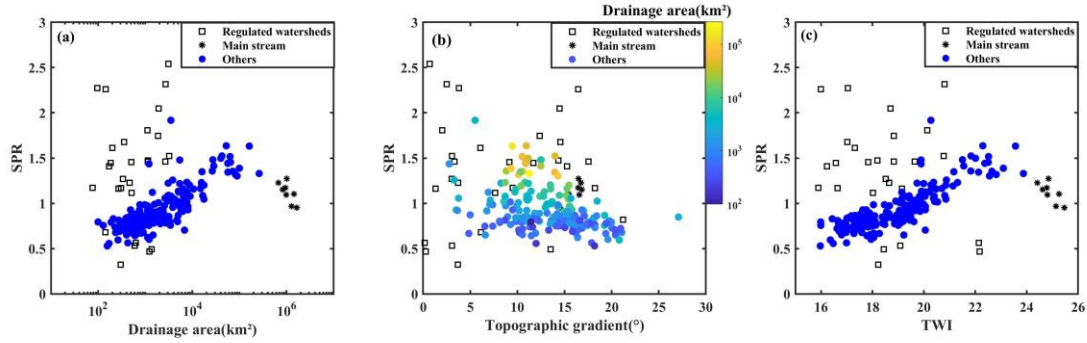 (a)
Regulated watersheds
Main stream
Others
SPR
3
2.5
2
1.5
1
0.5
0
10²
10⁴
10⁶
Drainage area(km²)
Drainage area(km²)
(b)
Regulated watersheds
Main stream
Others
10⁵
10⁴
10³
10²
SPR
3
2.5
2
1.5
1
0.5
0
0 5 10 15 20 25 30
Topographic gradient(°)
(c)
Regulated watersheds
Main stream
Others
SPR
3
2.5
2
1.5
1
0.5
0
16 18 20 22 24 26
TWI